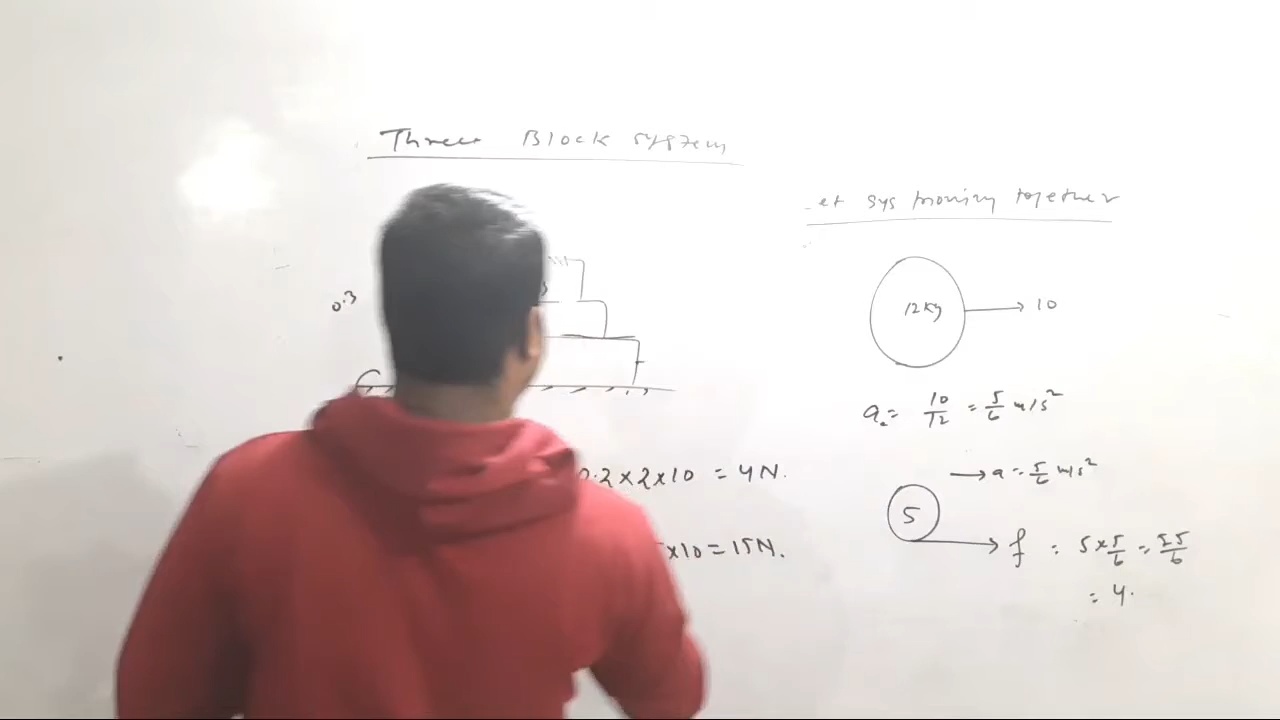 Three Block system
et sys moving together
0.3
12kg
10
a = 10/12 = 5/6 m/s²
0.2×2×10 = 4N.
→ a = 5/6 m/s²
5
f = 5×5/6 = 25/6
×10 = 15N.
= 4.